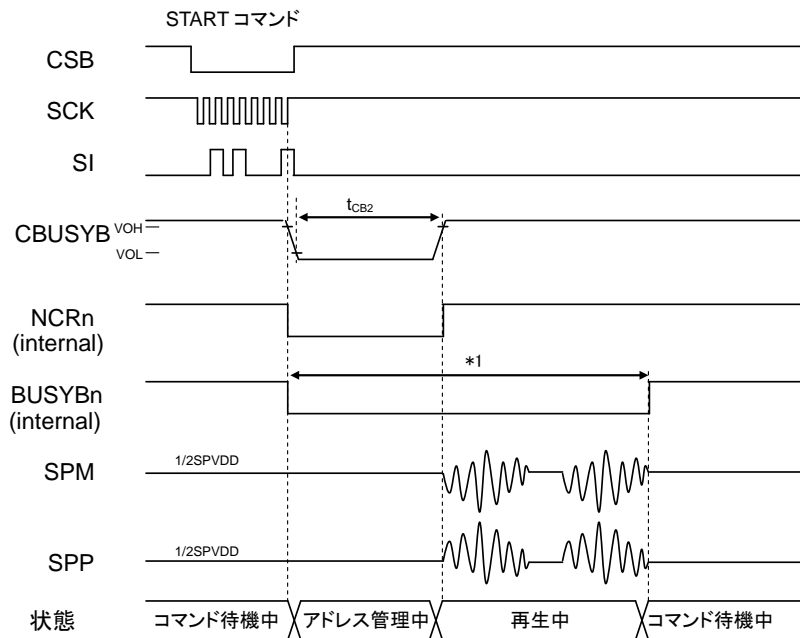 START コマンド
CSB
SCK
SI
tCB2
CBUSYB
VOH
VOL
NCRn
(internal)
*1
BUSYBn
(internal)
1/2SPVDD
SPM
1/2SPVDD
SPP
状態 コマンド待機中 アドレス管理中 再生中 コマンド待機中